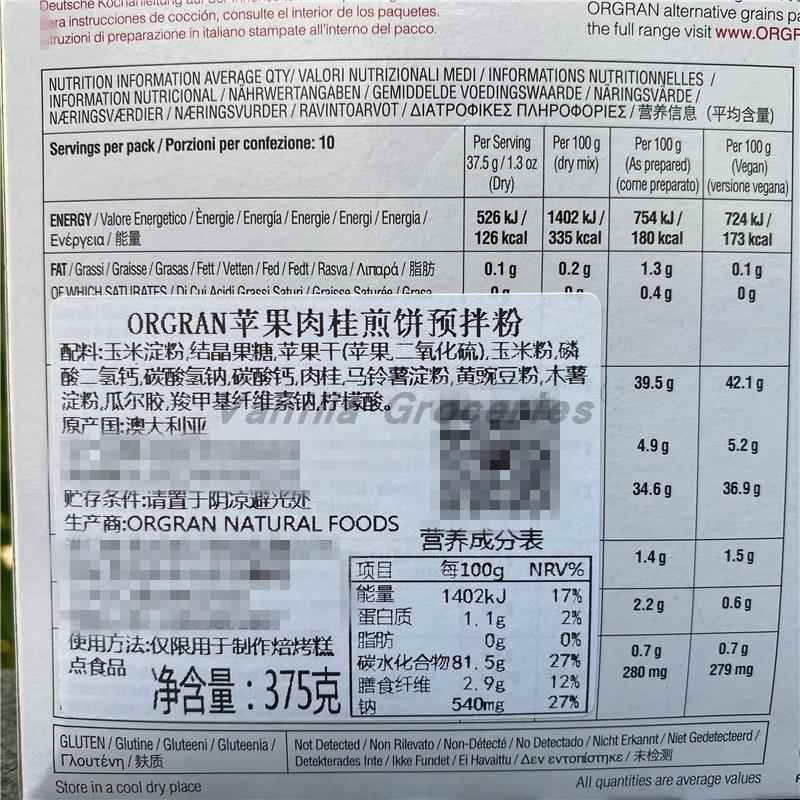 ara instrucciones de cocción, consulte el interior de los paquetes.
truzioni di preparazione in italiano stampate all'interno del pacco.
ORGRAN alternative grains pa
the full range visit www.ORGR
NUTRITION INFORMATION AVERAGE QTY/ VALORI NUTRIZIONALI MEDI / INFORMATIONS NUTRITIONNELLES /
INFORMATION NUTRICIONAL / NÄHRWERTANGABEN / GEMIDDELDE VOEDINGSWAARDE / NÄRINGSVÄRDE /
NÆRINGSVÆRDIER / NÆRINGSVURDER / RAVINTOARVOT / ΔΙΑΤΡΟΦΙΚΕΣ ΠΛΗΡΟΦΟΡΙΕΣ / 营养信息 (平均含量)
Servings per pack / Porzioni per confezione: 10
Per Serving
37.5 g / 1.3 oz
(Dry)
Per 100 g
(dry mix)
Per 100 g
(As prepared)
(come preparato)
Per 100 g
(Vegan)
(versione vegana)
ENERGY / Valore Energetico / Ènergie / Energía / Energie / Energi / Energia /
Ενέργεια / 能量
526 kJ /
126 kcal
1402 kJ /
335 kcal
754 kJ /
180 kcal
724 kJ /
173 kcal
FAT / Grassi / Graisse / Grasas / Fett / Vetten / Fed / Fedt / Rasva / Λιπαρά / 脂肪
0.1 g 0.2 g 1.3 g 0.1 g
OF WHICH SATURATES / Di Cui Acidi Grassi Saturi / Graisse Saturée / Grasa
0.4 g 0 g
39.5 g 42.1 g
4.9 g 5.2 g
34.6 g 36.9 g
1.4 g 1.5 g
2.2 g 0.6 g
0.7 g 0.7 g
280 mg 279 mg
ORGRAN苹果肉桂煎饼预拌粉
配料:玉米淀粉,结晶果糖,苹果干(苹果,二氧化硫),玉米粉,磷
酸二氢钙,碳酸氢钠,碳酸钙,肉桂,马铃薯淀粉,黄豌豆粉,木薯
淀粉,瓜尔胶,羧甲基纤维素钠,柠檬酸。
Vanilla Groceries
原产国:澳大利亚
贮存条件:请置于阴凉避光处
生产商:ORGRAN NATURAL FOODS
使用方法:仅限用于制作焙烤糕
点食品
净含量:375克
营养成分表
项目 每100g NRV%
能量 1402kJ 17%
蛋白质 1.1g 2%
脂肪 0g 0%
碳水化合物 81.5g 27%
膳食纤维 2.9g 12%
钠 540mg 27%
GLUTEN / Glutine / Gluteeni / Gluteenia /
Γλουτένη / 麸质
Not Detected / Non Rilevato / Non-Détecté / No Detectado / Nicht Erkannt / Niet Gedetecteerd /
Detekterades Inte / Ikke Fundet / Ei Havaittu / Δεν εντοπίστηκε / 未检测
Store in a cool dry place
All quantities are average values